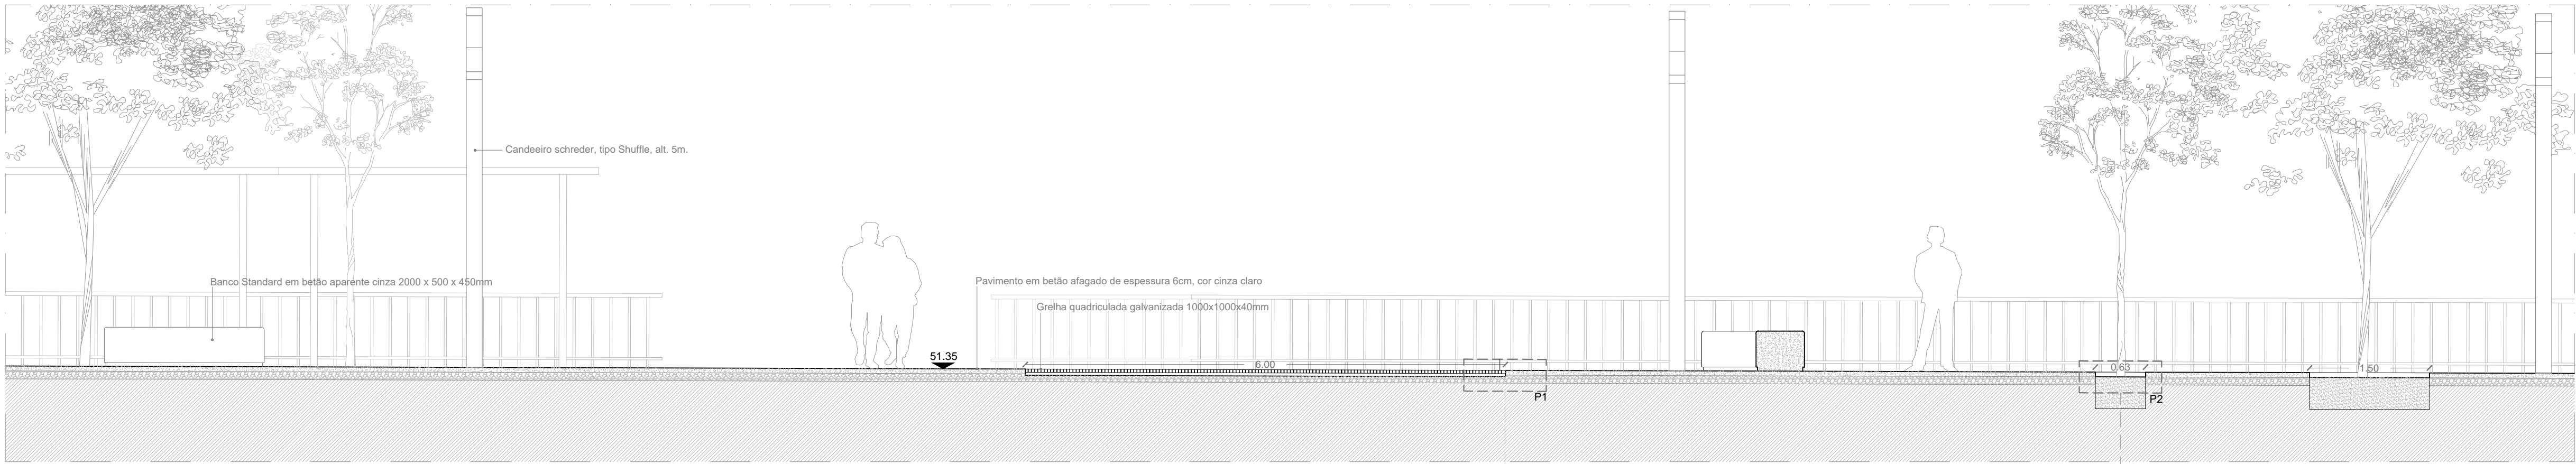 Candeeiro schreder, tipo Shuffle, alt. 5m.
Banco Standard em betão aparente cinza 2000 x 500 x 450mm
Pavimento em betão afagado de espessura 6cm, cor cinza claro
Grelha quadriculada galvanizada 1000x1000x40mm
51.35
6.00
P1
0.63
P2
1.50